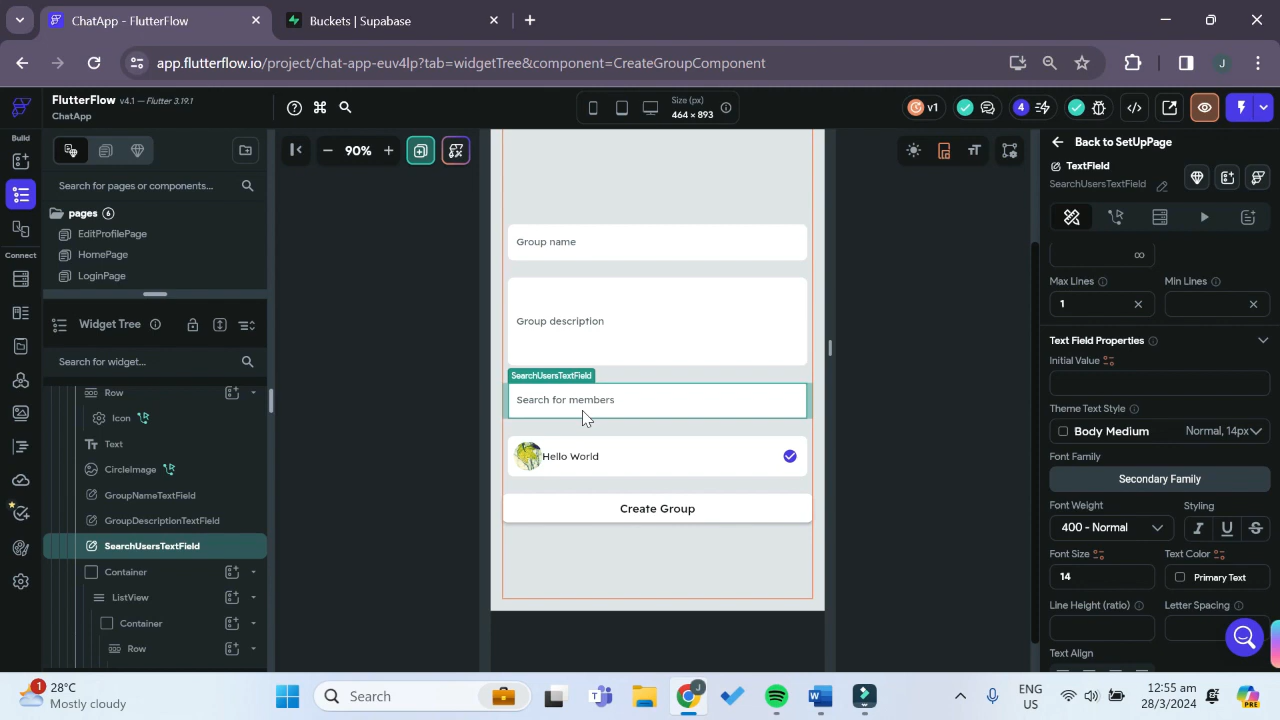 ChatApp - FlutterFlow
Buckets | Supabase
app.flutterflow.io/project/chat-app-euv4lp?tab=widgetTree&component=CreateGroupComponent
J
FlutterFlow v4.1 - Flutter 3.19.1
ChatApp
Size (px)
464 × 893
v1
4
Build
Connect
Search for pages or components...
pages 6
EditProfilePage
HomePage
LoginPage
Widget Tree
Search for widget...
Row
Icon
Text
CircleImage
GroupNameTextField
GroupDescriptionTextField
SearchUsersTextField
Container
ListView
Container
Row
90%
Group name
Group description
SearchUsersTextField
Search for members
Hello World
Create Group
Back to SetUpPage
TextField
SearchUsersTextField
∞
Max Lines
Min Lines
1
Text Field Properties
Initial Value
Theme Text Style
Body Medium
Normal, 14px
Font Family
Secondary Family
Font Weight
Styling
400 - Normal
Font Size
Text Color
14
Primary Text
Line Height (ratio)
Letter Spacing
Text Align
1
28°C
Mostly cloudy
Search
ENG
US
12:55 am
28/3/2024
PRE